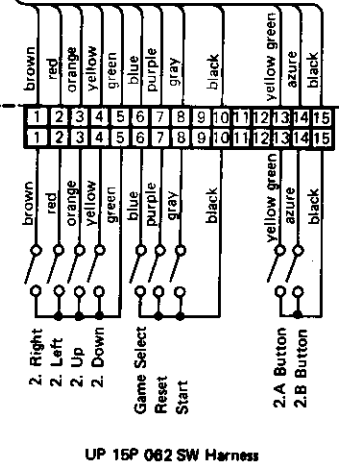 brown
red
orange
yellow
green
blue
purple
gray
black
yellow green
azure
black
1 2 3 4 5 6 7 8 9 10 11 12 13 14 15
1 2 3 4 5 6 7 8 9 10 11 12 13 14 15
brown
red
orange
yellow
green
blue
purple
gray
black
yellow green
azure
black
2. Right
2. Left
2. Up
2. Down
Game Select
Reset
Start
2.A Button
2.B Button
UP 15P 062 SW Harness